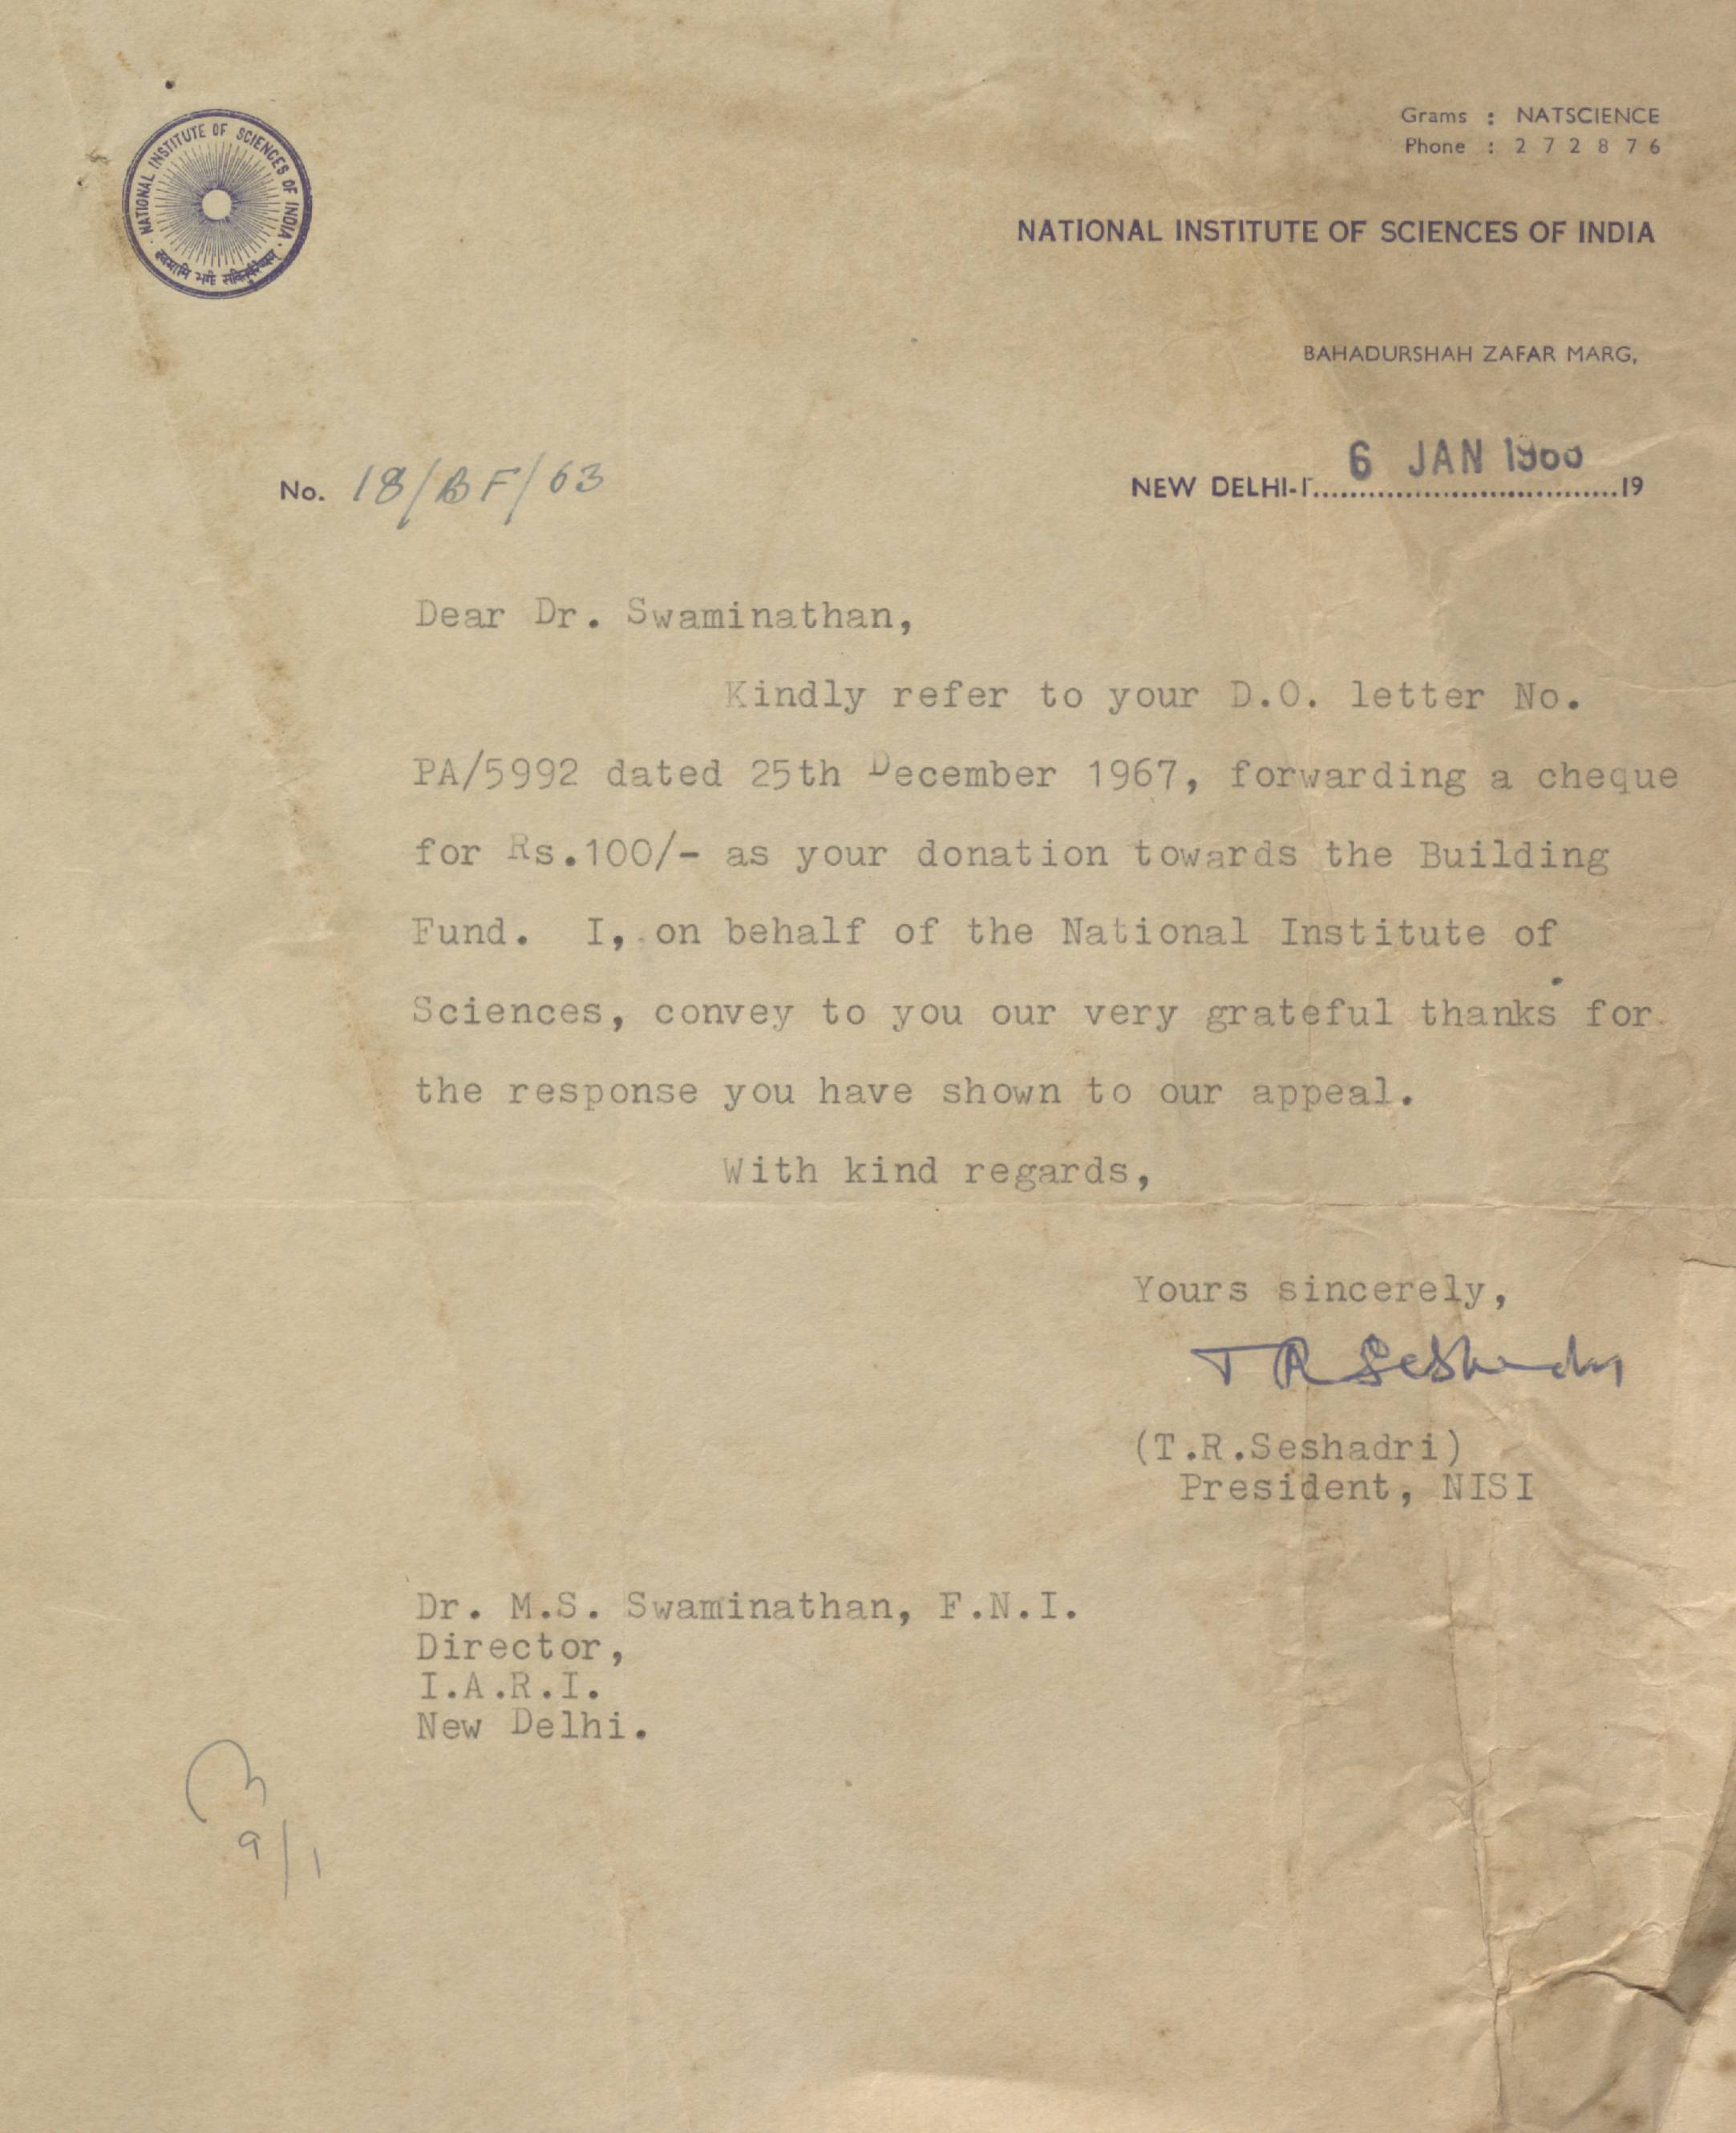 NATIONAL INSTITUTE OF SCIENCES OF INDIA
Grams : NATSCIENCE
Phone : 2 7 2 8 7 6
NATIONAL INSTITUTE OF SCIENCES OF INDIA
BAHADURSHAH ZAFAR MARG,
No. 18/BF/63
NEW DELHI-1. 6 JAN 19
Dear Dr. Swaminathan,
Kindly refer to your D.O. letter No.
PA/5992 dated 25th December 1967, forwarding a cheque
for Rs.100/- as your donation towards the Building
Fund. I, on behalf of the National Institute of
Sciences, convey to you our very grateful thanks for
the response you have shown to our appeal.
With kind regards,
Yours sincerely,
T R Seshadri
(T.R.Seshadri)
President, NISI
Dr. M.S. Swaminathan, F.N.I.
Director,
I.A.R.I.
New Delhi.
9/1